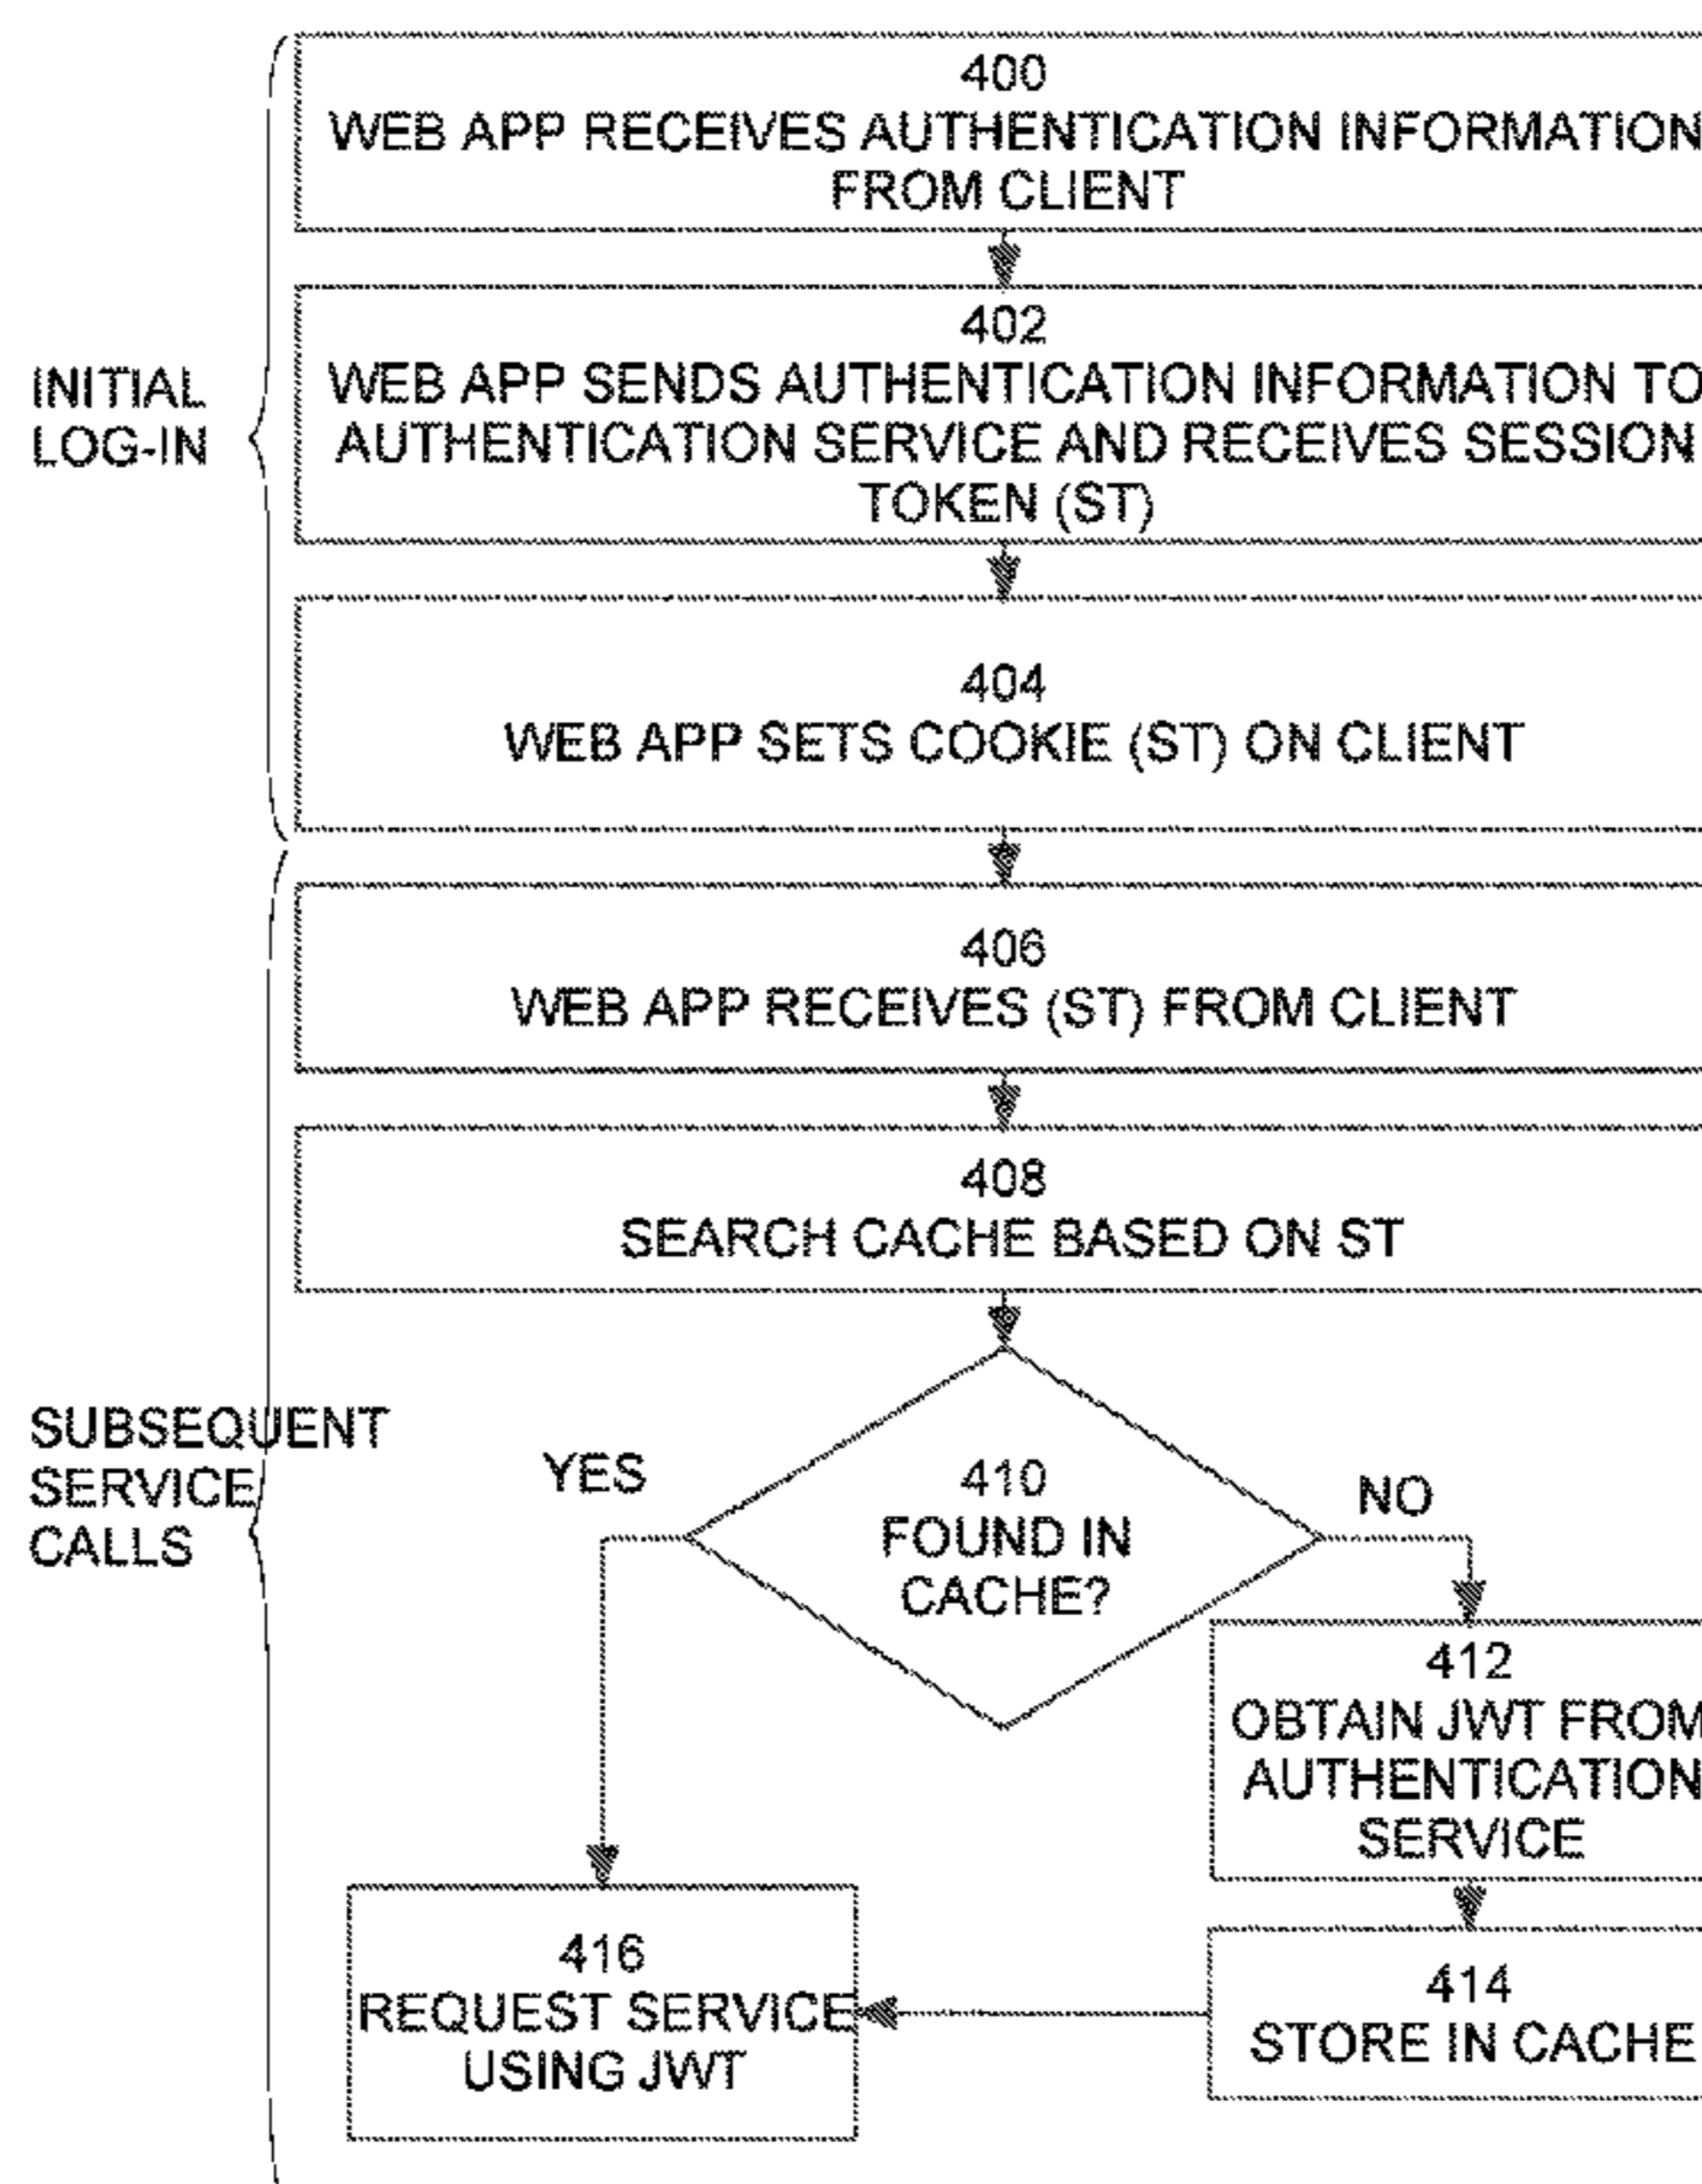 400
WEB APP RECEIVES AUTHENTICATION INFORMATION
FROM CLIENT
402
WEB APP SENDS AUTHENTICATION INFORMATION TO
AUTHENTICATION SERVICE AND RECEIVES SESSION
TOKEN (ST)
INITIAL
LOG-IN
404
WEB APP SETS COOKIE (ST) ON CLIENT
406
WEB APP RECEIVES (ST) FROM CLIENT
408
SEARCH CACHE BASED ON ST
SUBSEQUENT
SERVICE
CALLS
YES
410
FOUND IN
CACHE?
NO
412
OBTAIN JWT FROM
AUTHENTICATION
SERVICE
416
REQUEST SERVICE
USING JWT
414
STORE IN CACHE